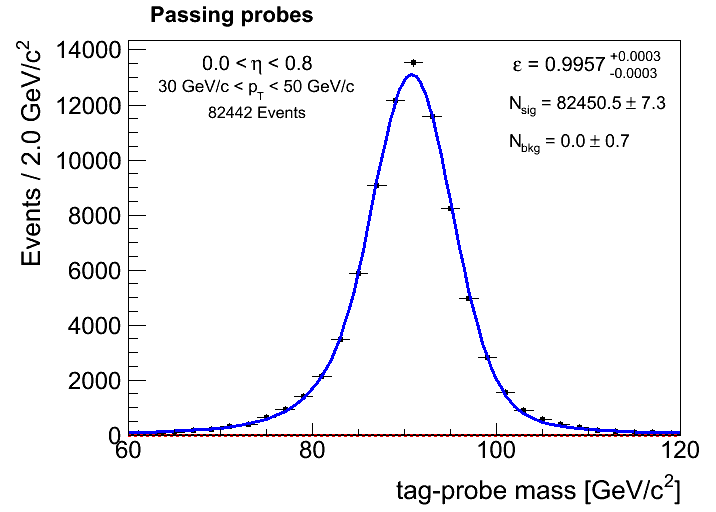 Passing probes
0.0 < η < 0.8
30 GeV/c < p_T < 50 GeV/c
82442 Events
ε = 0.9957 +0.0003 -0.0003
N_sig = 82450.5 ± 7.3
N_bkg = 0.0 ± 0.7
Events / 2.0 GeV/c²
14000
12000
10000
8000
6000
4000
2000
0
60 80 100 120
tag-probe mass [GeV/c²]